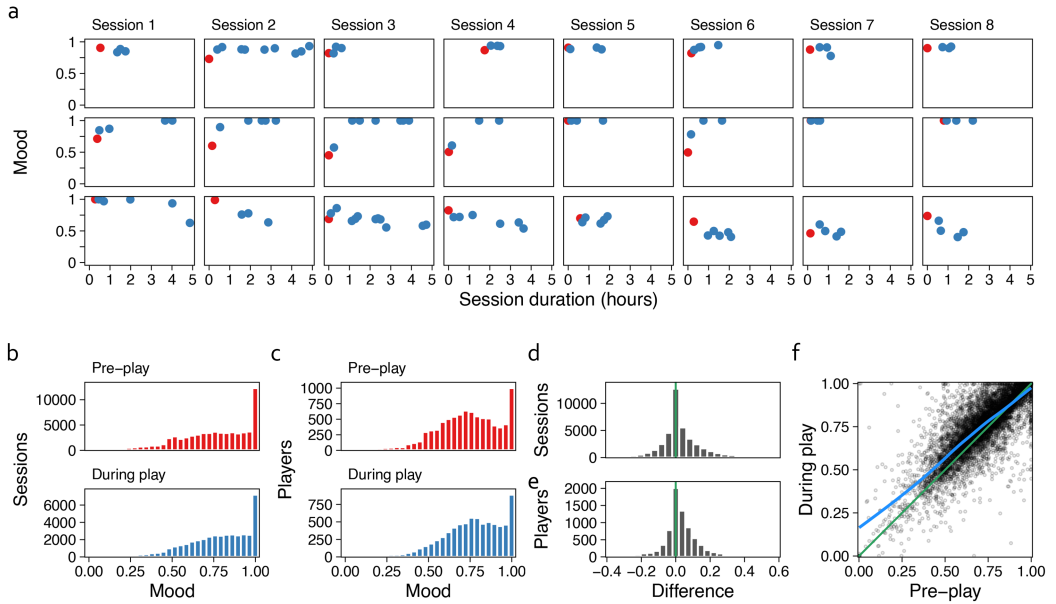 a
Session 1 Session 2 Session 3 Session 4 Session 5 Session 6 Session 7 Session 8
1
0.5
0
1
0.5
0
1
0.5
0
Mood
0 1 2 3 4 5 0 1 2 3 4 5 0 1 2 3 4 5 0 1 2 3 4 5 0 1 2 3 4 5 0 1 2 3 4 5 0 1 2 3 4 5 0 1 2 3 4 5
Session duration (hours)
b
Pre-play
10000
5000
0
During play
6000
4000
2000
0
Sessions
0.00 0.25 0.50 0.75 1.00
Mood
c
Pre-play
1000
750
500
250
0
During play
750
500
250
0
Players
0.00 0.25 0.50 0.75 1.00
Mood
d
10000
5000
0
Sessions
e
2000
1500
1000
500
0
Players
−0.4 −0.2 0.0 0.2 0.4 0.6
Difference
f
1.00
0.75
0.50
0.25
0.00
During play
0.00 0.25 0.50 0.75 1.00
Pre-play